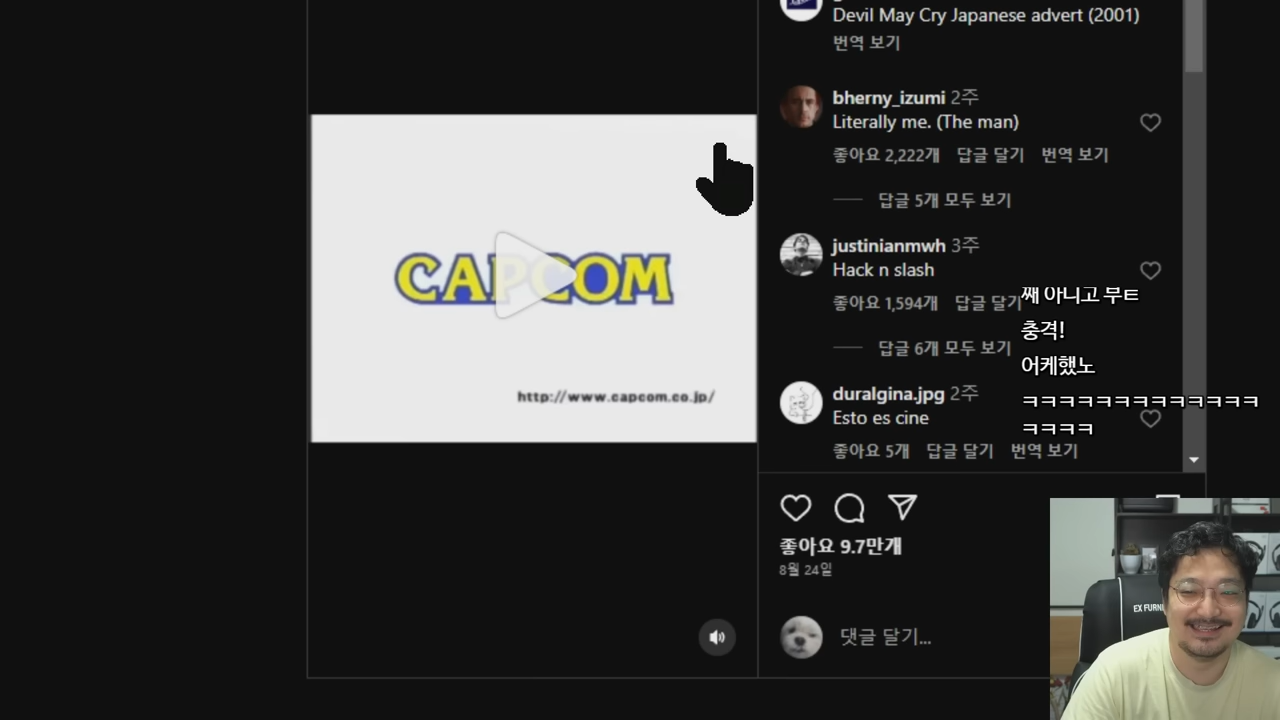 Devil May Cry Japanese advert (2001)
번역 보기
bherny_izumi 2주
Literally me. (The man)
좋아요 2,222개 답글 달기 번역 보기
답글 5개 모두 보기
justinianmwh 3주
Hack n slash
좋아요 1,594개 답글 달기
답글 6개 모두 보기
duralgina.jpg 2주
Esto es cine
좋아요 5개 답글 달기 번역 보기
째 아니고 무ㅌ
충격!
어케했노
ㅋㅋㅋㅋㅋㅋㅋㅋㅋㅋㅋㅋㅋ
ㅋㅋㅋㅋ
CAPCOM
http://www.capcom.co.jp/
좋아요 9.7만개
8월 24일
댓글 달기...
EX FURNI